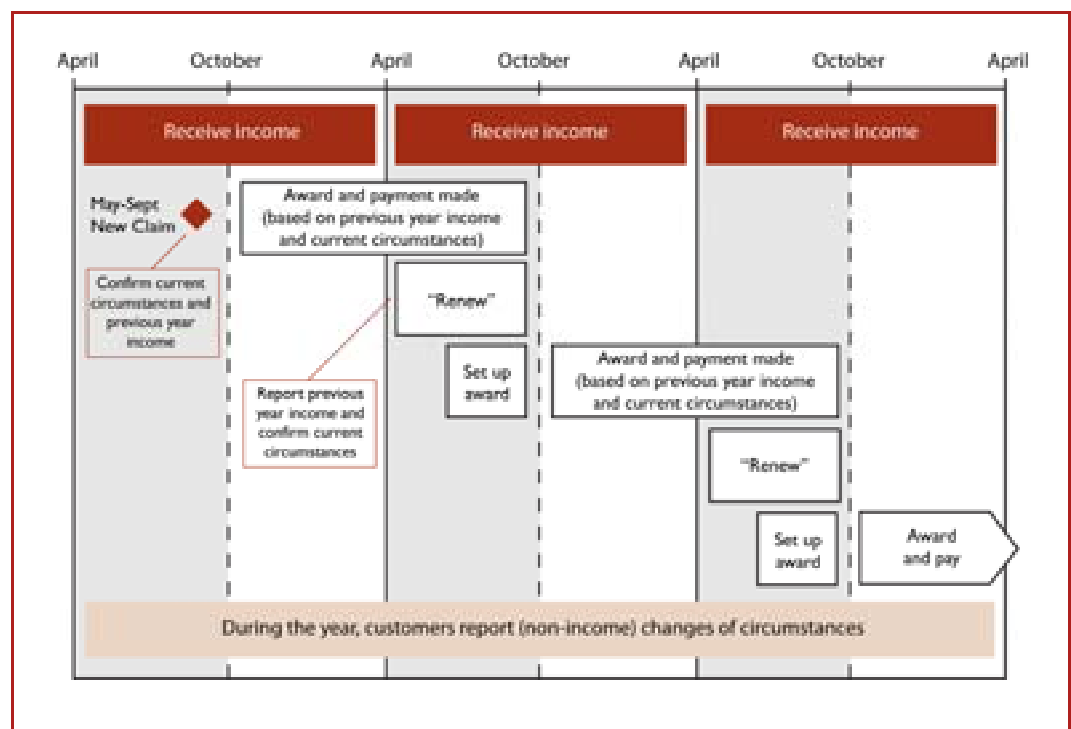 April October April October April October April
Receive income Receive income Receive income
May-Sept
New Claim
Award and payment made
(based on previous year income
and current circumstances)
Confirm current
circumstances and
previous year
income
"Renew"
Report previous
year income and
confirm current
circumstances
Set up
award
Award and payment made
(based on previous year income
and current circumstances)
"Renew"
Set up
award
Award
and pay
During the year, customers report (non-income) changes of circumstances